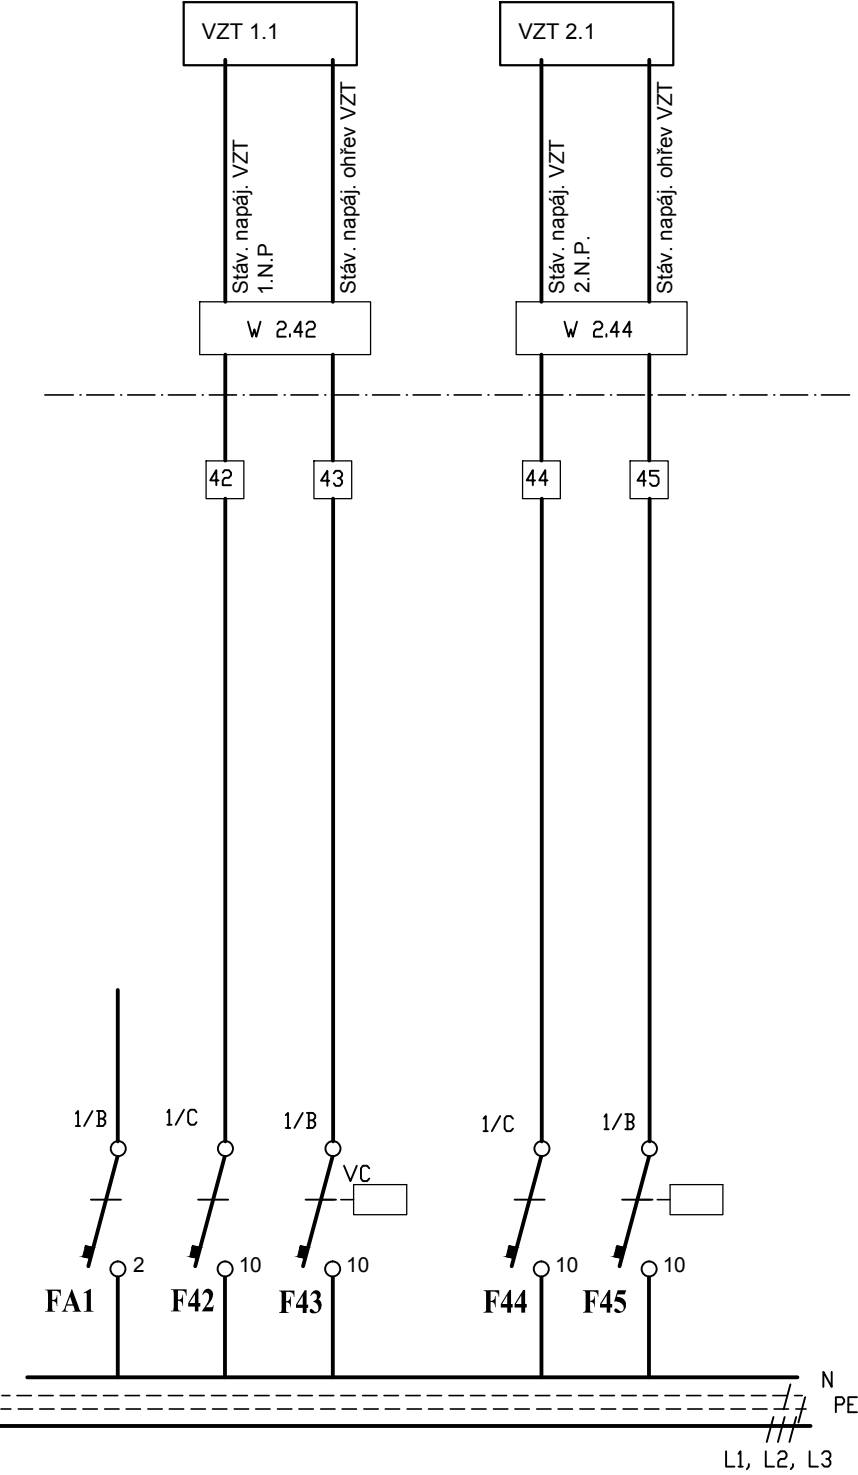 VZT 1.1
VZT 2.1
Stáv. napáj. VZT
1.N.P
Stáv. napáj. ohřev VZT
Stáv. napáj. VZT
2.N.P.
Stáv. napáj. ohřev VZT
W 2.42
W 2.44
42
43
44
45
1/B
1/C
1/B
1/C
1/B
VC
2
10
10
10
10
FA1
F42
F43
F44
F45
N
PE
L1, L2, L3